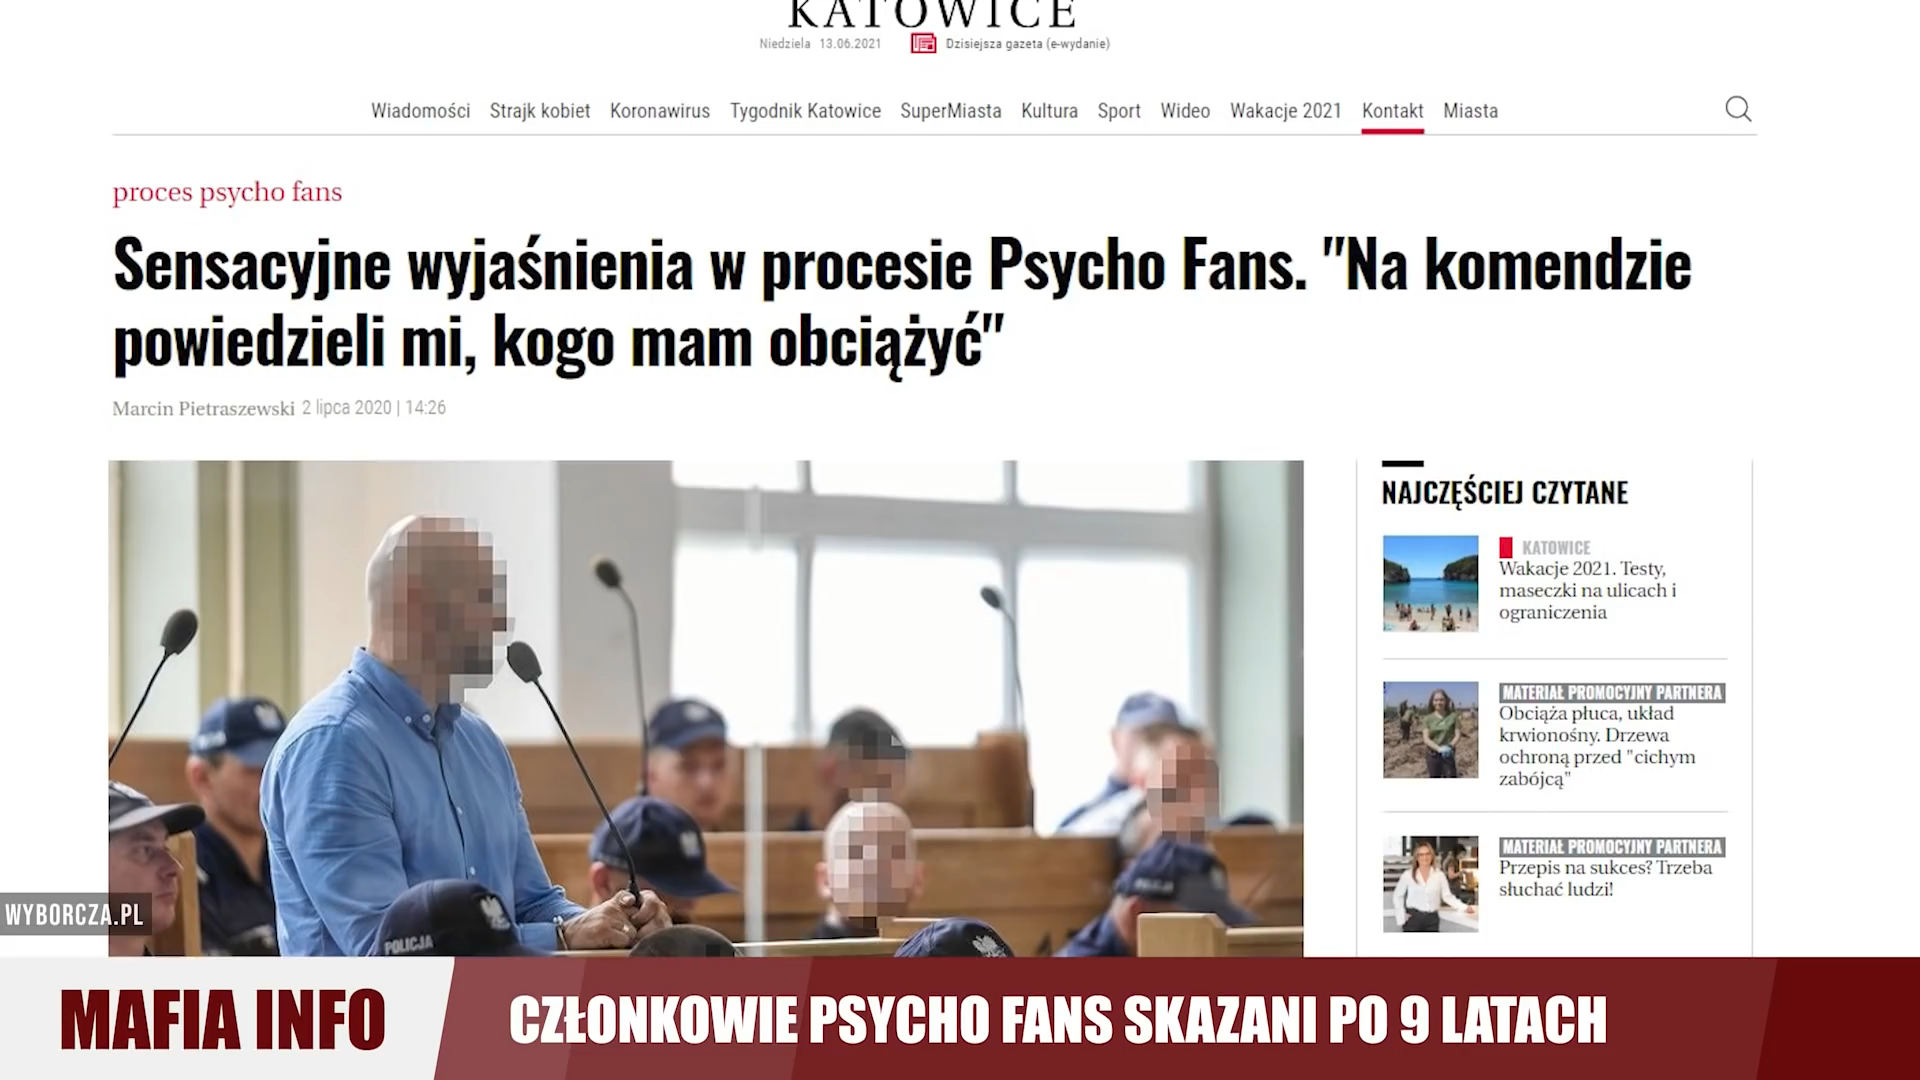 KATOWICE
Niedziela 13.06.2021 Dzisiejsza gazeta (e-wydanie)
Wiadomości Strajk kobiet Koronawirus Tygodnik Katowice SuperMiasta Kultura Sport Wideo Wakacje 2021 Kontakt Miasta
proces psycho fans
Sensacyjne wyjaśnienia w procesie Psycho Fans. "Na komendzie
powiedzieli mi, kogo mam obciążyć"
Marcin Pietraszewski 2 lipca 2020 | 14:26
NAJCZĘŚCIEJ CZYTANE
KATOWICE
Wakacje 2021. Testy,
maseczki na ulicach i
ograniczenia
MATERIAŁ PROMOCYJNY PARTNERA
Obciąża płuca, układ
krwionośny. Drzewa
ochroną przed "cichym
zabójcą"
MATERIAŁ PROMOCYJNY PARTNERA
Przepis na sukces? Trzeba
słuchać ludzi!
POLICJA
WYBORCZA.PL
MAFIA INFO
CZŁONKOWIE PSYCHO FANS SKAZANI PO 9 LATACH